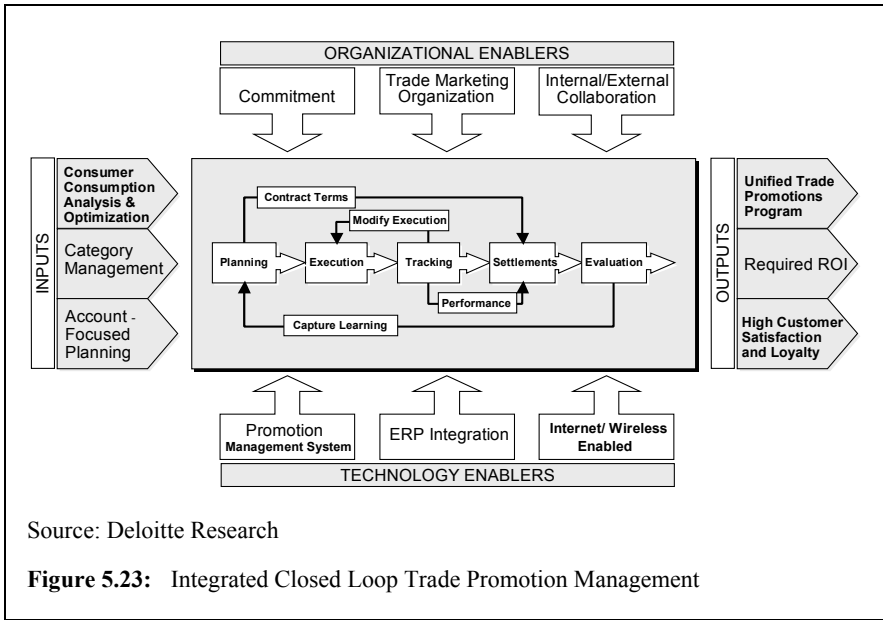 ORGANIZATIONAL ENABLERS
Commitment
Trade Marketing
Organization
Internal/External
Collaboration
INPUTS
Consumer
Consumption
Analysis &
Optimization
Category
Management
Account -
Focused
Planning
Contract Terms
Modify Execution
Planning
Execution
Tracking
Settlements
Evaluation
Performance
Capture Learning
OUTPUTS
Unified Trade
Promotions
Program
Required ROI
High Customer
Satisfaction
and Loyalty
Promotion
Management System
ERP Integration
Internet/ Wireless
Enabled
TECHNOLOGY ENABLERS
Source: Deloitte Research
Figure 5.23: Integrated Closed Loop Trade Promotion Management